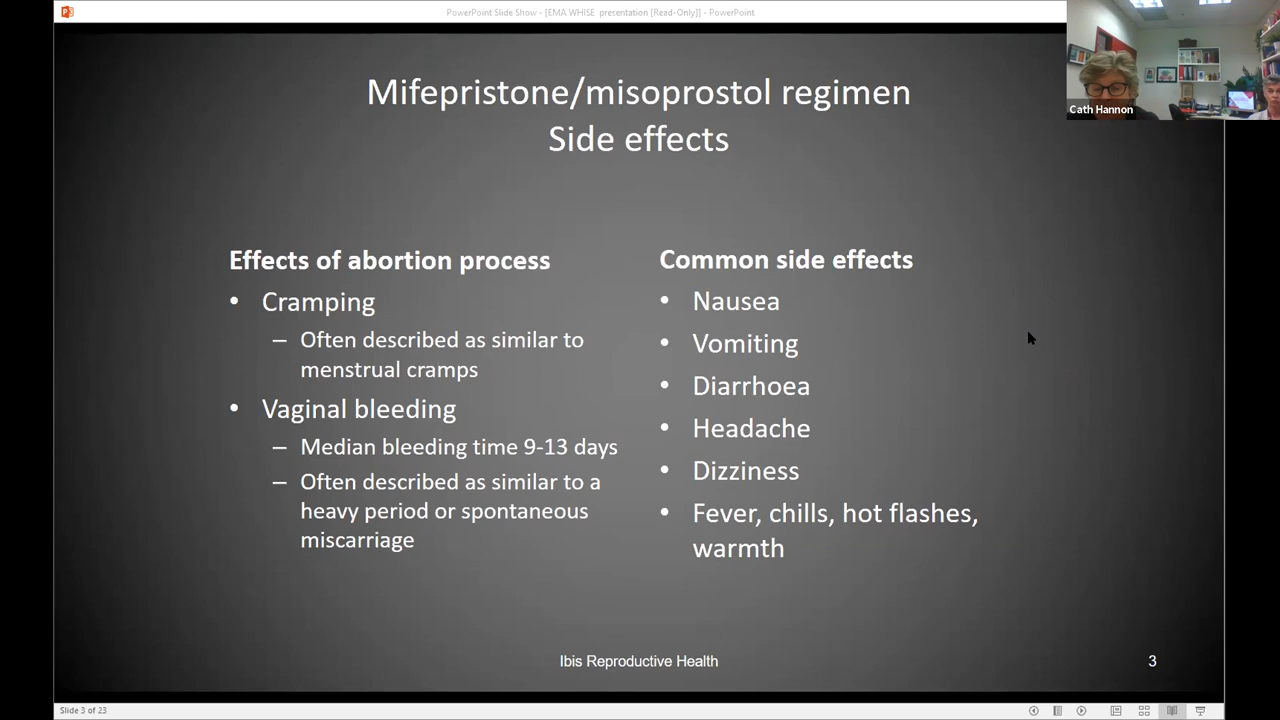 PowerPoint Slide Show - [EMA WHISE presentation [Read-Only]] - PowerPoint
Cath Hannon
Mifepristone/misoprostol regimen
Side effects
Effects of abortion process
• Cramping
– Often described as similar to
menstrual cramps
• Vaginal bleeding
– Median bleeding time 9-13 days
– Often described as similar to a
heavy period or spontaneous
miscarriage
Common side effects
• Nausea
• Vomiting
• Diarrhoea
• Headache
• Dizziness
• Fever, chills, hot flashes,
warmth
Ibis Reproductive Health
3
Slide 3 of 23